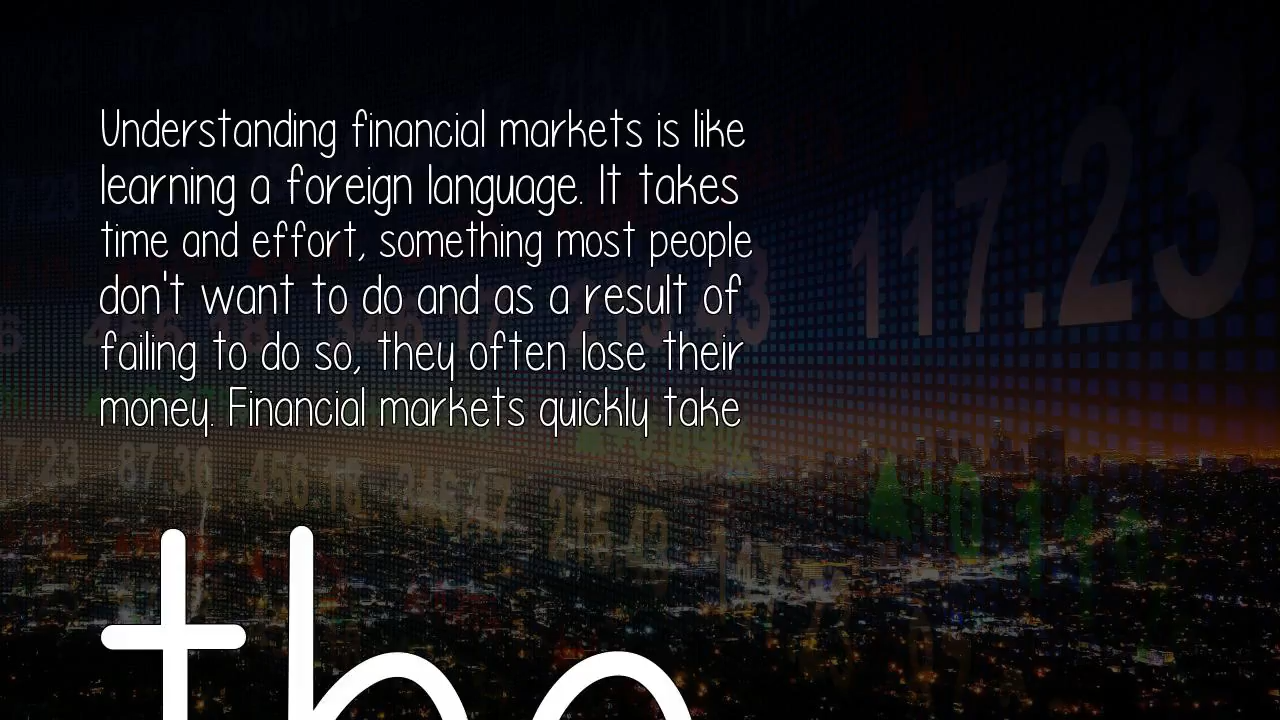 Understanding financial markets is like
learning a foreign language. It takes
time and effort, something most people
don't want to do and as a result of
failing to do so, they often lose their
money. Financial markets quickly take
the
117.23